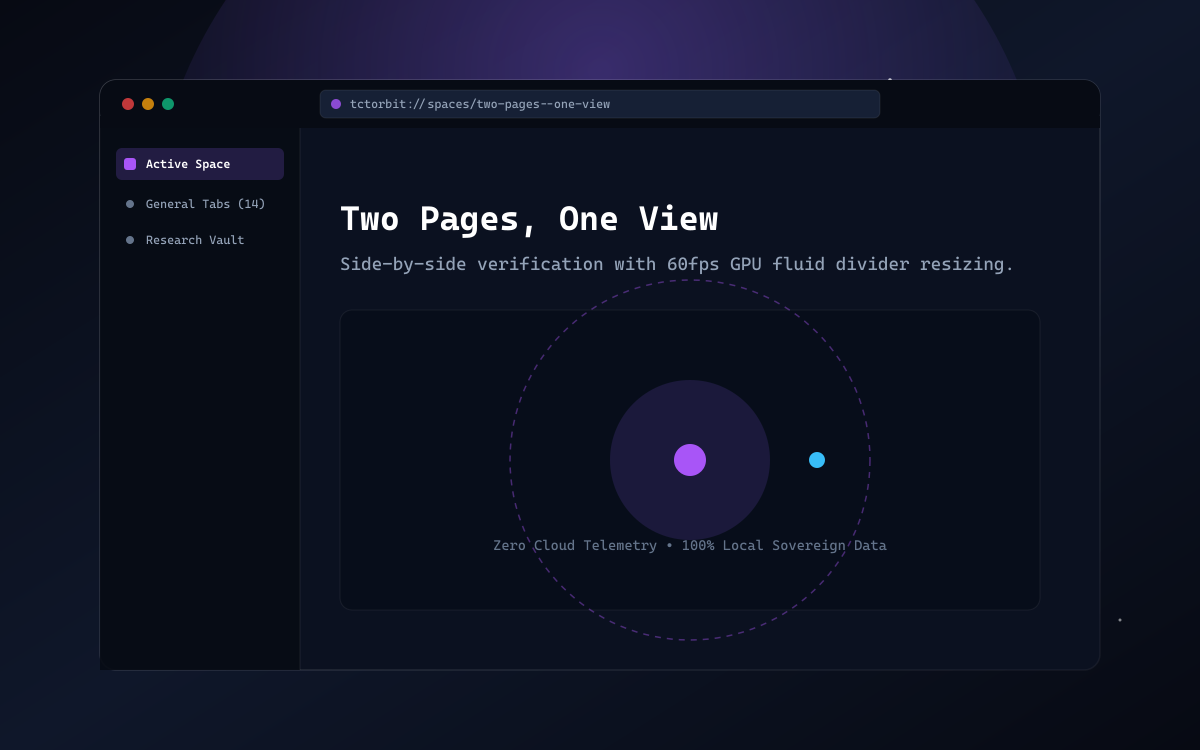 tctorbit://spaces/two-pages--one-view
Active Space
General Tabs (14)
Research Vault
Two Pages, One View
Side-by-side verification with 60fps GPU fluid divider resizing.
Zero Cloud Telemetry • 100% Local Sovereign Data